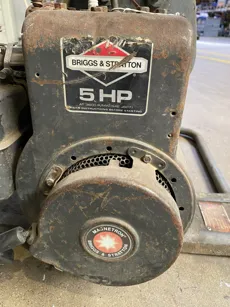 BRIGGS & STRATTON
5 HP
MAGNETRON
BRIGGS & STRATTON